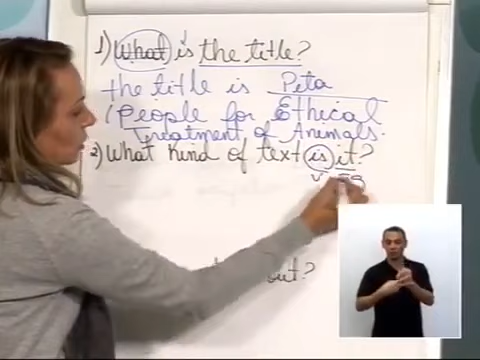 1) What is the title?
the title is Peta
(People for Ethical
Treatment of Animals.
2) What Kind of text is it?
v
out?